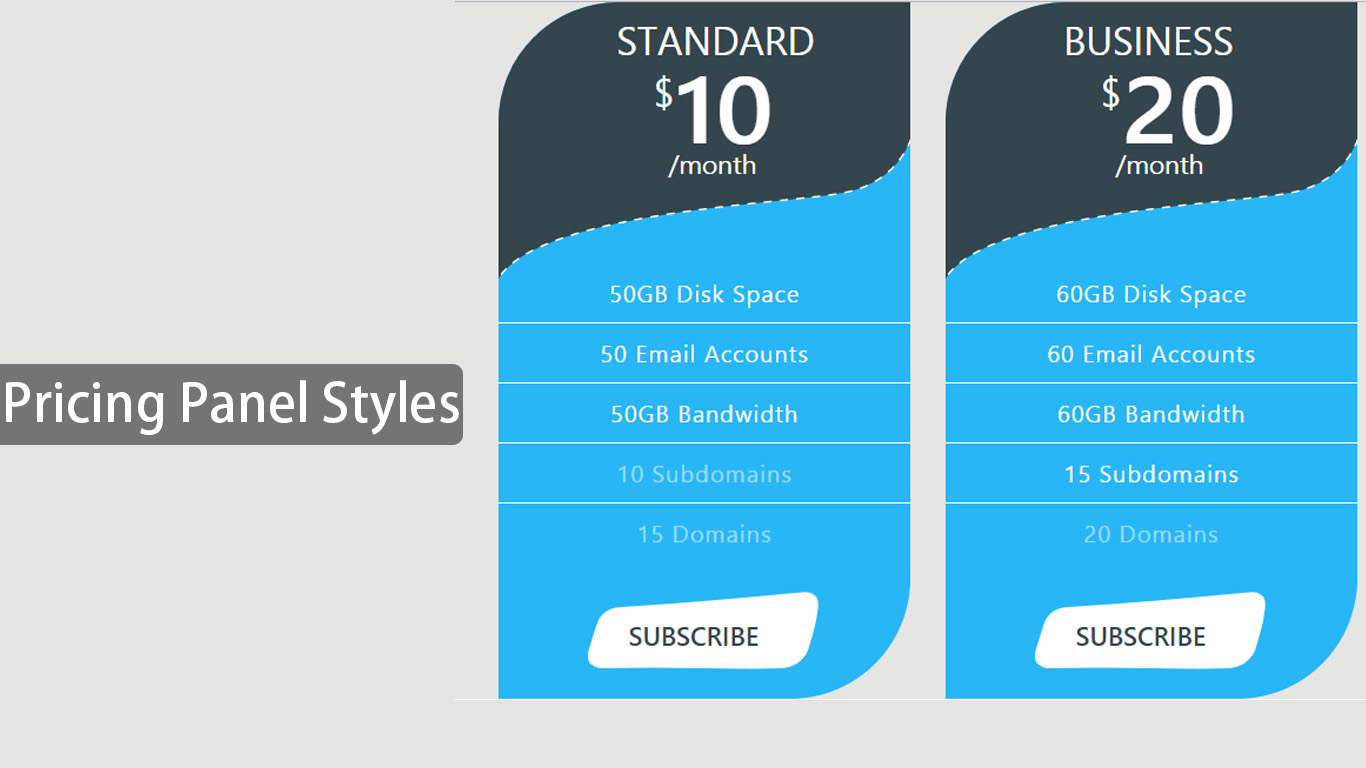 Pricing Panel Styles
STANDARD
$10
/month
50GB Disk Space
50 Email Accounts
50GB Bandwidth
10 Subdomains
15 Domains
SUBSCRIBE
BUSINESS
$20
/month
60GB Disk Space
60 Email Accounts
60GB Bandwidth
15 Subdomains
20 Domains
SUBSCRIBE